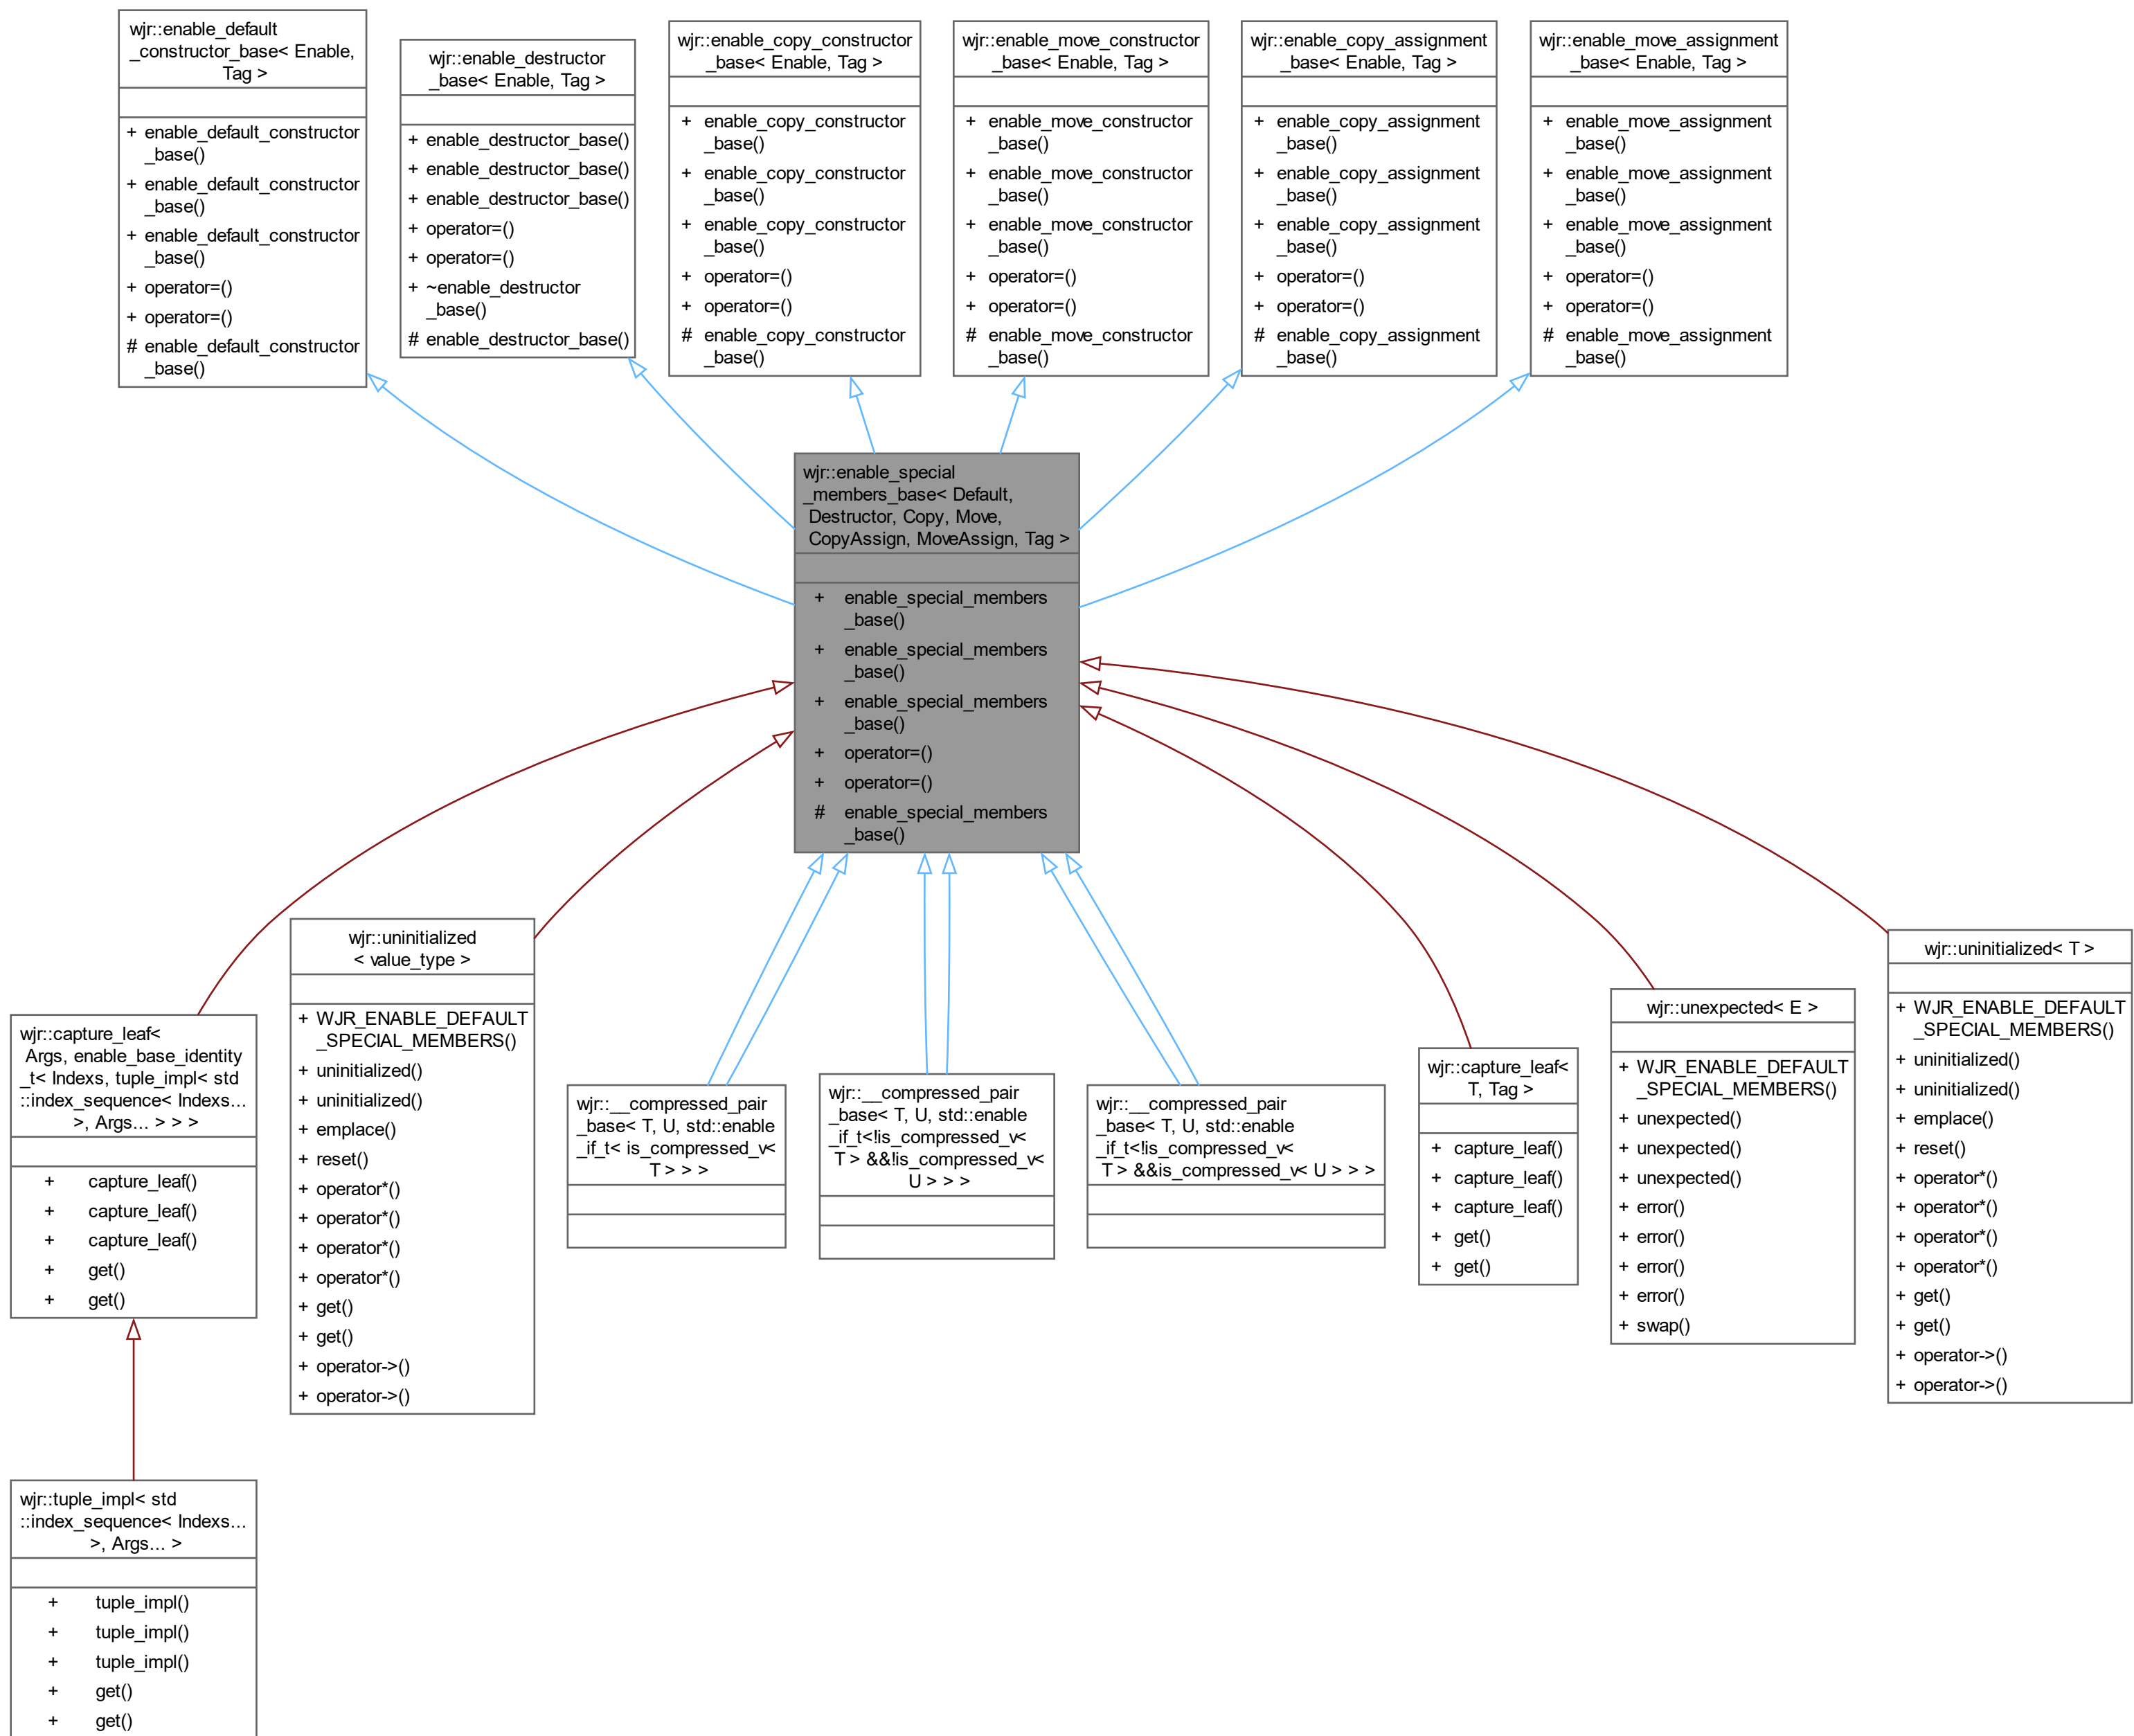 wjr::enable_default
_constructor_base< Enable,
Tag >
+ enable_default_constructor
_base()
+ enable_default_constructor
_base()
+ enable_default_constructor
_base()
+ operator=()
+ operator=()
# enable_default_constructor
_base()
wjr::enable_destructor
_base< Enable, Tag >
+ enable_destructor_base()
+ enable_destructor_base()
+ enable_destructor_base()
+ operator=()
+ operator=()
+ ~enable_destructor
_base()
# enable_destructor_base()
wjr::enable_copy_constructor
_base< Enable, Tag >
+ enable_copy_constructor
_base()
+ enable_copy_constructor
_base()
+ enable_copy_constructor
_base()
+ operator=()
+ operator=()
# enable_copy_constructor
_base()
wjr::enable_move_constructor
_base< Enable, Tag >
+ enable_move_constructor
_base()
+ enable_move_constructor
_base()
+ enable_move_constructor
_base()
+ operator=()
+ operator=()
# enable_move_constructor
_base()
wjr::enable_copy_assignment
_base< Enable, Tag >
+ enable_copy_assignment
_base()
+ enable_copy_assignment
_base()
+ enable_copy_assignment
_base()
+ operator=()
+ operator=()
# enable_copy_assignment
_base()
wjr::enable_move_assignment
_base< Enable, Tag >
+ enable_move_assignment
_base()
+ enable_move_assignment
_base()
+ enable_move_assignment
_base()
+ operator=()
+ operator=()
# enable_move_assignment
_base()
wjr::enable_special
_members_base< Default,
Destructor, Copy, Move,
CopyAssign, MoveAssign, Tag >
+ enable_special_members
_base()
+ enable_special_members
_base()
+ enable_special_members
_base()
+ operator=()
+ operator=()
# enable_special_members
_base()
wjr::capture_leaf<
Args, enable_base_identity
_t< Indexs, tuple_impl< std
::index_sequence< Indexs...
>, Args... > > >
+ capture_leaf()
+ capture_leaf()
+ capture_leaf()
+ get()
+ get()
wjr::uninitialized
< value_type >
+ WJR_ENABLE_DEFAULT
_SPECIAL_MEMBERS()
+ uninitialized()
+ uninitialized()
+ emplace()
+ reset()
+ operator*()
+ operator*()
+ operator*()
+ operator*()
+ get()
+ get()
+ operator->()
+ operator->()
wjr::__compressed_pair
_base< T, U, std::enable
_if_t< is_compressed_v<
T > > >
wjr::__compressed_pair
_base< T, U, std::enable
_if_t<!is_compressed_v<
T > &&!is_compressed_v<
U > > >
wjr::__compressed_pair
_base< T, U, std::enable
_if_t<!is_compressed_v<
T > &&is_compressed_v< U > > >
wjr::capture_leaf<
T, Tag >
+ capture_leaf()
+ capture_leaf()
+ capture_leaf()
+ get()
+ get()
wjr::unexpected< E >
+ WJR_ENABLE_DEFAULT
_SPECIAL_MEMBERS()
+ unexpected()
+ unexpected()
+ unexpected()
+ error()
+ error()
+ error()
+ error()
+ swap()
wjr::uninitialized< T >
+ WJR_ENABLE_DEFAULT
_SPECIAL_MEMBERS()
+ uninitialized()
+ uninitialized()
+ emplace()
+ reset()
+ operator*()
+ operator*()
+ operator*()
+ operator*()
+ get()
+ get()
+ operator->()
+ operator->()
wjr::tuple_impl< std
::index_sequence< Indexs...
>, Args... >
+ tuple_impl()
+ tuple_impl()
+ tuple_impl()
+ get()
+ get()